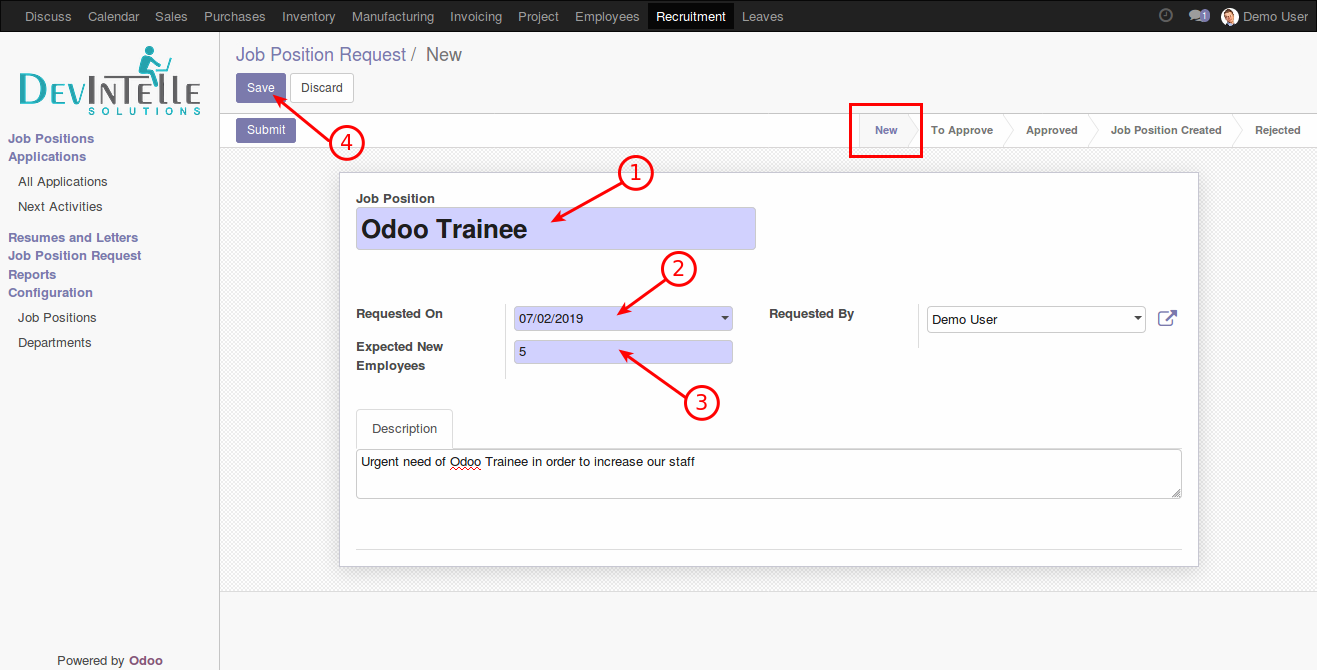 Discuss Calendar Sales Purchases Inventory Manufacturing Invoicing Project Employees Recruitment Leaves 1 Demo User
DEVINTELLE
SOLUTIONS
Job Positions
Applications
All Applications
Next Activities
Resumes and Letters
Job Position Request
Reports
Configuration
Job Positions
Departments
Powered by Odoo
Job Position Request / New
Save Discard
4
Submit
New To Approve Approved Job Position Created Rejected
1
Job Position
Odoo Trainee
2
Requested On 07/02/2019 Requested By Demo User
Expected New
Employees
5
3
Description
Urgent need of Odoo Trainee in order to increase our staff